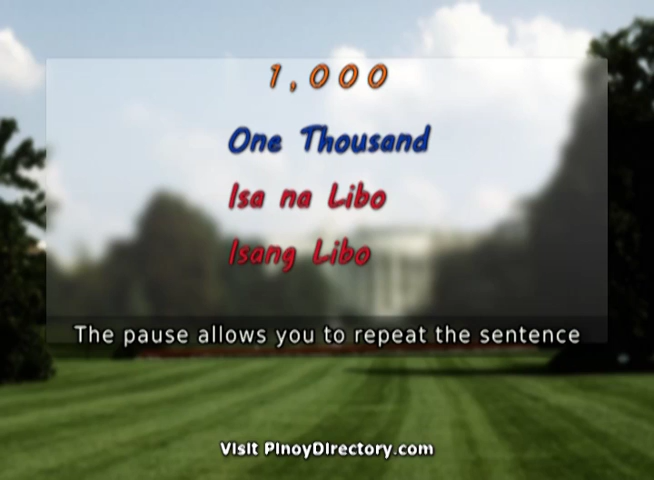 1,000
One Thousand
Isa na Libo
Isang Libo
The pause allows you to repeat the sentence
Visit PinoyDirectory.com